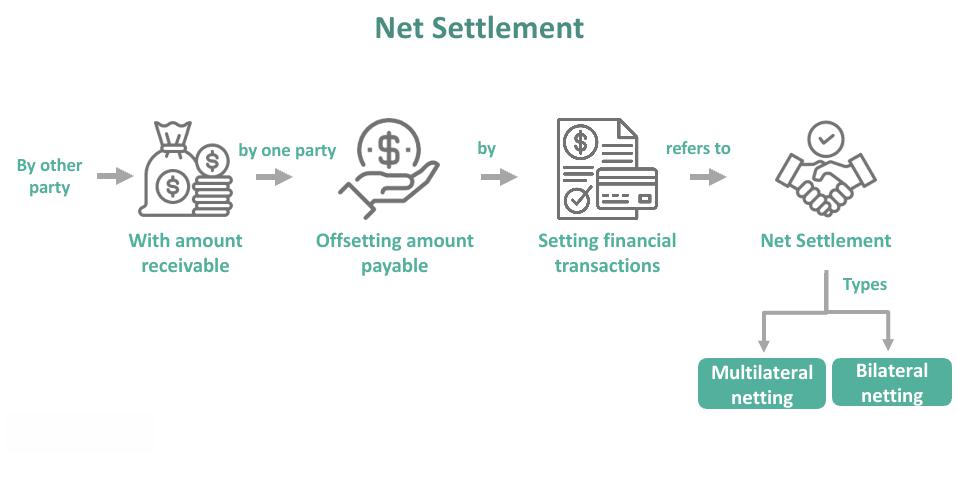 Net Settlement
By other
party
by one party
by
refers to
With amount
receivable
Offsetting amount
payable
Setting financial
transactions
Net Settlement
Types
Multilateral
netting
Bilateral
netting